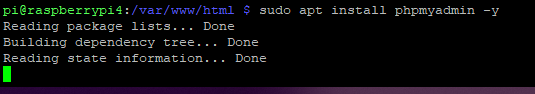 pi@raspberrypi4:/var/www/html $ sudo apt install phpmyadmin -y
Reading package lists... Done
Building dependency tree... Done
Reading state information... Done